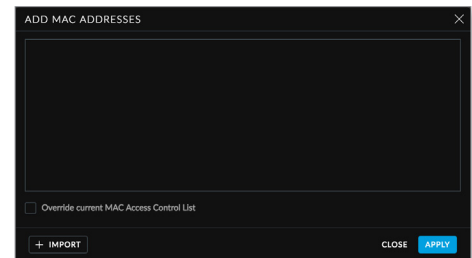 ADD MAC ADDRESSES
Override current MAC Access Control List
+ IMPORT
CLOSE
APPLY